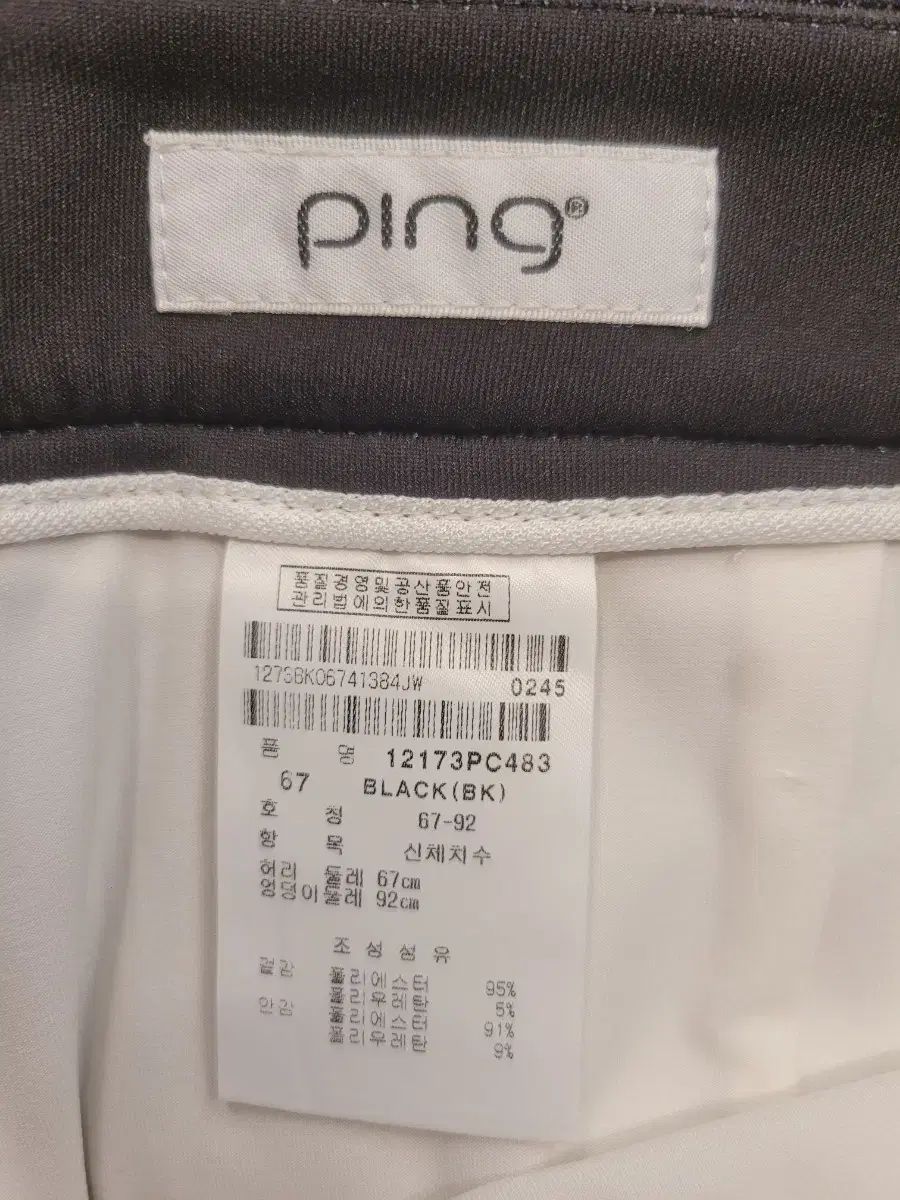 ping®
품질경영및공산품안전
관리법에의한품질표시
127SBK06741384JW 0245
품 명 12173PC483
67 BLACK(BK)
호 칭 67-92
항 목 신체치수
허리 둘레 67cm
엉덩이둘레 92cm
조 성 섬 유
겉감 폴리에스터 95%
폴리우레탄 5%
안감 폴리에스터 91%
폴리우레탄 9%